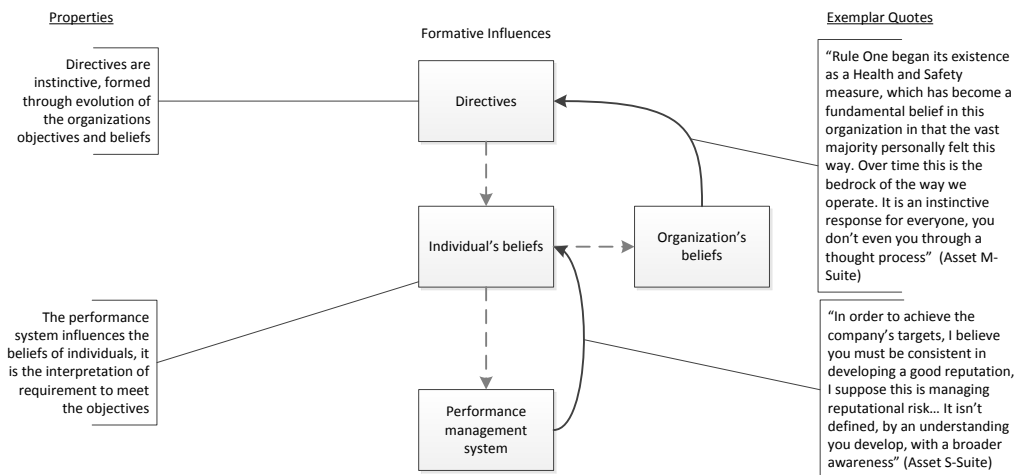 Properties
Directives are
instinctive, formed
through evolution of
the organizations
objectives and beliefs
The performance
system influences the
beliefs of individuals, it
is the interpretation of
requirement to meet
the objectives
Formative Influences
Directives
Individual’s beliefs
Organization’s
beliefs
Performance
management
system
Exemplar Quotes
“Rule One began its existence
as a Health and Safety
measure, which has become a
fundamental belief in this
organization in that the vast
majority personally felt this
way. Over time this is the
bedrock of the way we
operate. It is an instinctive
response for everyone, you
don’t even you through a
thought process”  (Asset M-
Suite)
“In order to achieve the
company’s targets, I believe
you must be consistent in
developing a good reputation,
I suppose this is managing
reputational risk… It isn’t
defined, by an understanding
you develop, with a broader
awareness” (Asset S-Suite)